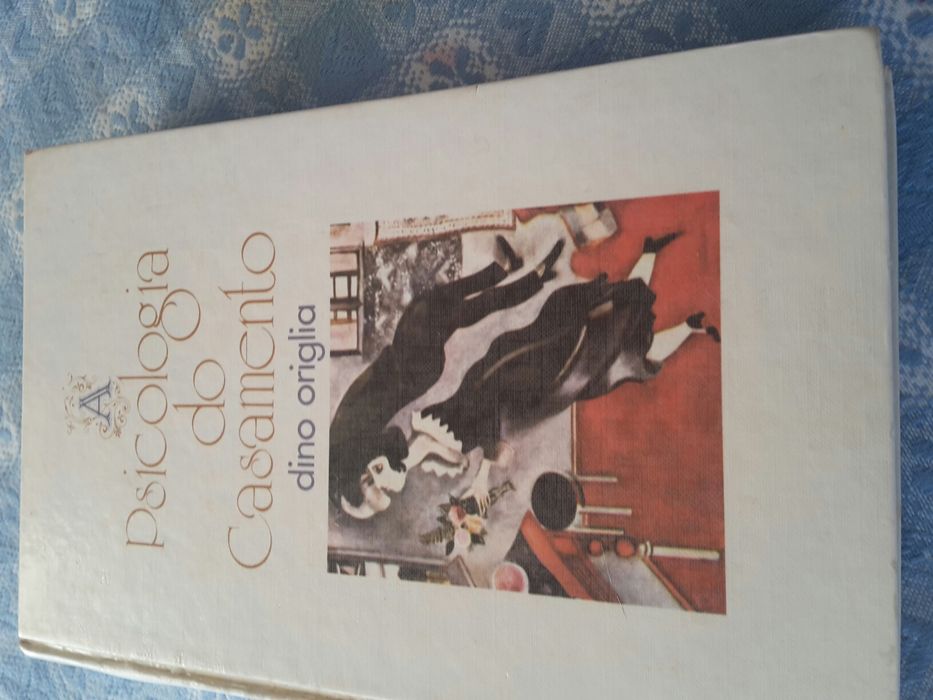 A
Psicologia
do
Casamento
dino origlia